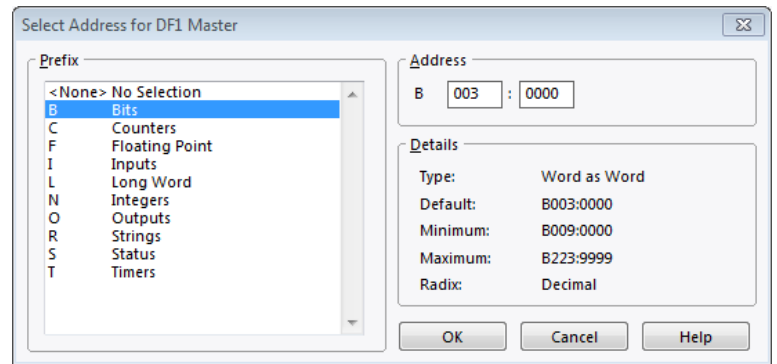 Select Address for DF1 Master
Prefix
<None> No Selection
B Bits
C Counters
F Floating Point
I Inputs
L Long Word
N Integers
O Outputs
R Strings
S Status
T Timers
Address
B 003 : 0000
Details
Type: Word as Word
Default: B003:0000
Minimum: B009:0000
Maximum: B223:9999
Radix: Decimal
OK Cancel Help